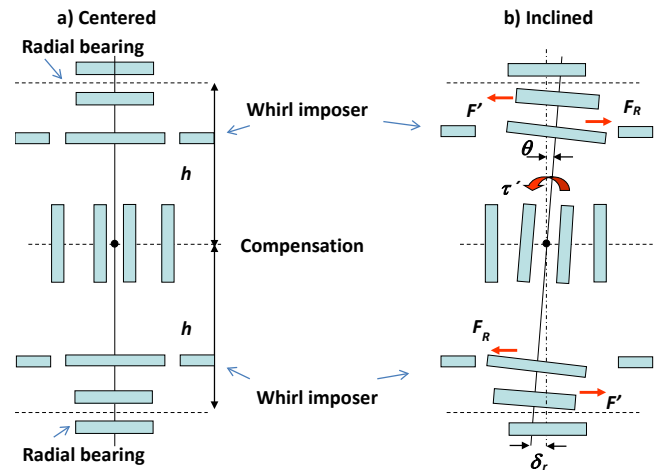 a) Centered
b) Inclined
Radial bearing
Whirl imposer
F'
F_R
θ
h
τ´
Compensation
h
F_R
Whirl imposer
F'
Radial bearing
δ_r